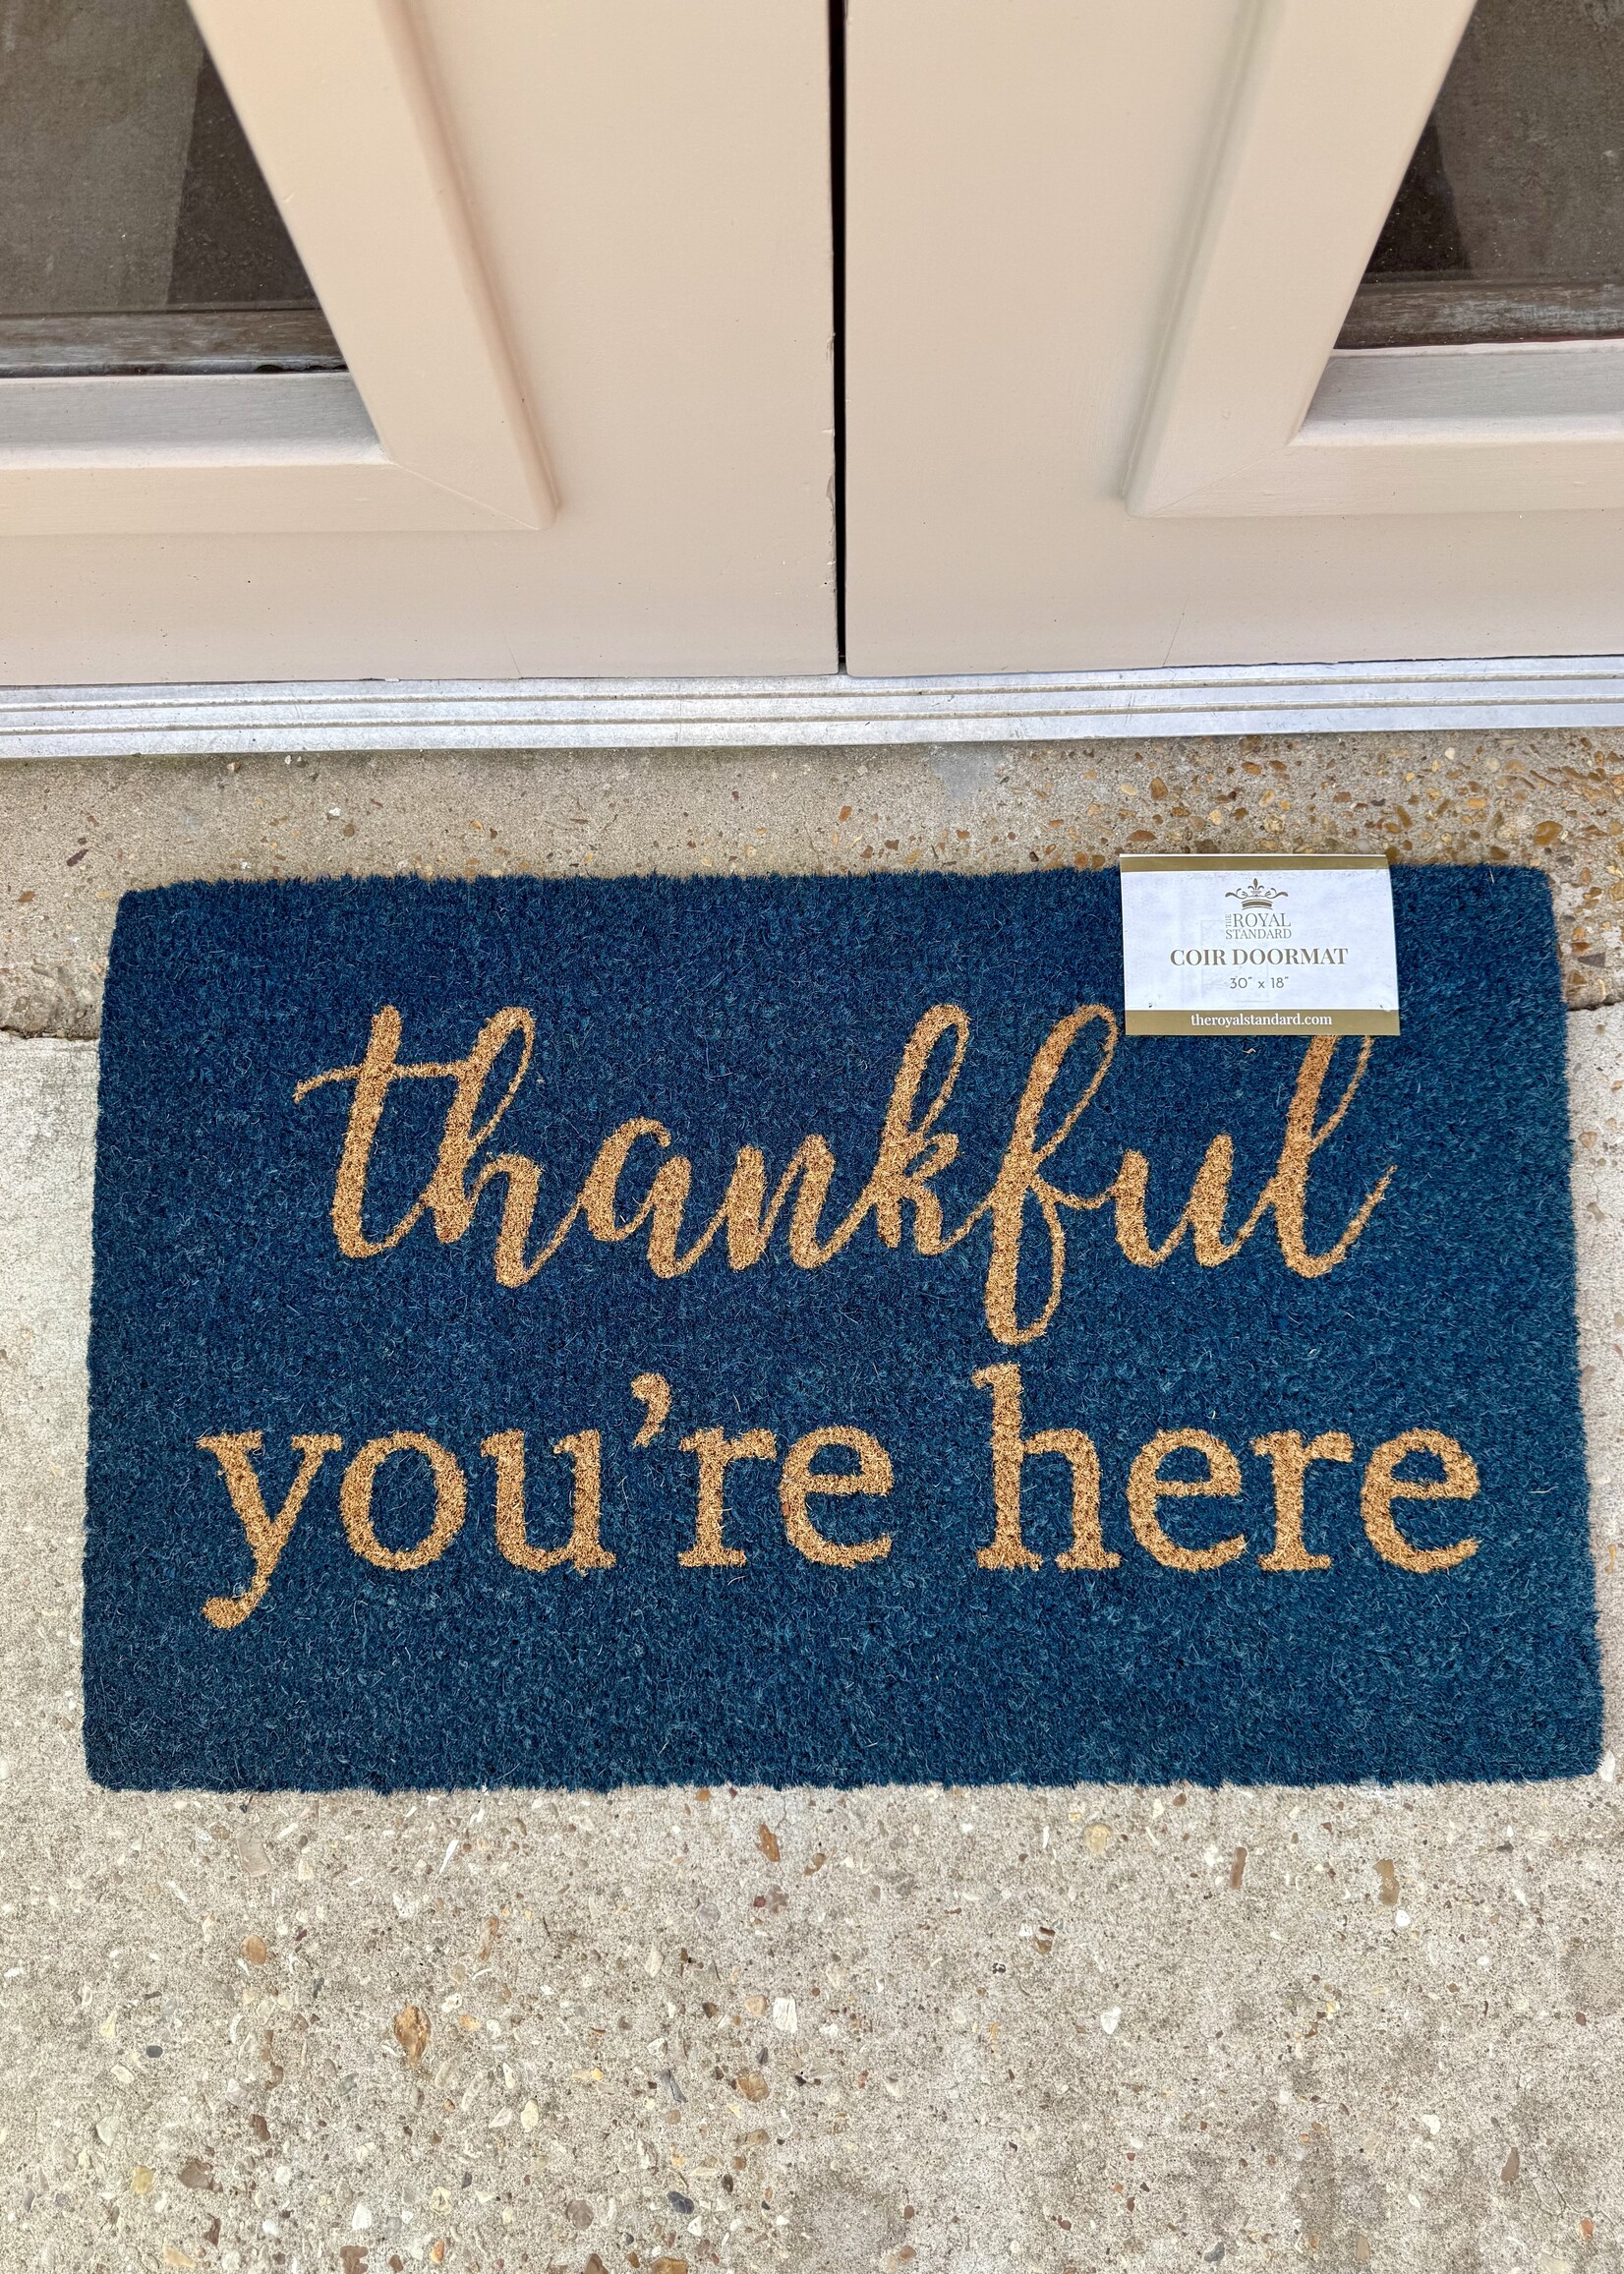 THE ROYAL
STANDARD
COIR DOORMAT
30" x 18"
theroyalstandard.com
thankful
you're here